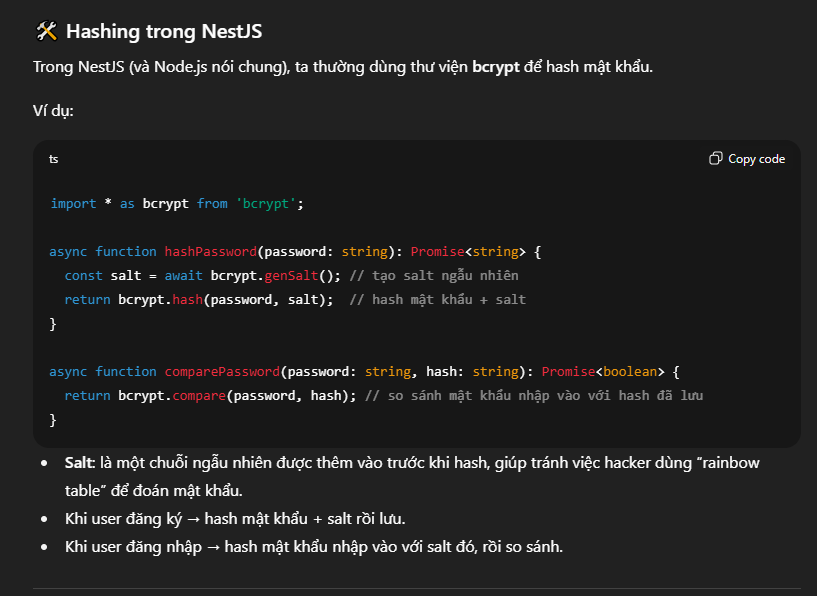 🛠️ Hashing trong NestJS
Trong NestJS (và Node.js nói chung), ta thường dùng thư viện bcrypt để hash mật khẩu.
Ví dụ:
ts
Copy code
import * as bcrypt from 'bcrypt';
async function hashPassword(password: string): Promise<string> {
  const salt = await bcrypt.genSalt(); // tạo salt ngẫu nhiên
  return bcrypt.hash(password, salt);  // hash mật khẩu + salt
}
async function comparePassword(password: string, hash: string): Promise<boolean> {
  return bcrypt.compare(password, hash); // so sánh mật khẩu nhập vào với hash đã lưu
}
• Salt: là một chuỗi ngẫu nhiên được thêm vào trước khi hash, giúp tránh việc hacker dùng “rainbow
table” để đoán mật khẩu.
• Khi user đăng ký → hash mật khẩu + salt rồi lưu.
• Khi user đăng nhập → hash mật khẩu nhập vào với salt đó, rồi so sánh.